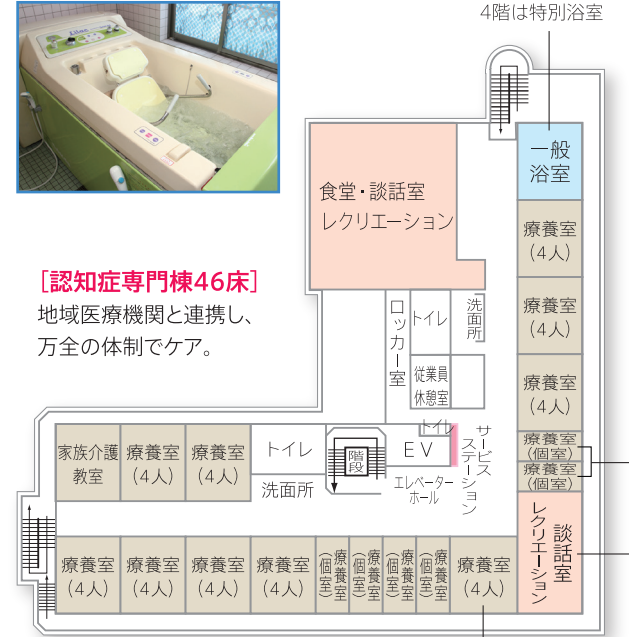 4階は特別浴室
一般
浴室
食堂・談話室
レクリエーション
療養室
(4人)
[認知症専門棟46床]
地域医療機関と連携し、
万全の体制でケア。
ロッカー室
トイレ
洗面所
療養室
(4人)
従業員
休憩室
療養室
(4人)
トイレ
サービス
ステーション
家族介護
教室
療養室
(4人)
療養室
(4人)
トイレ
洗面所
階段
EV
エレベーター
ホール
療養室
(個室)
療養室
(個室)
談話室
レクリエーション
療養室
(4人)
療養室
(4人)
療養室
(4人)
療養室
(4人)
療養室
(個室)
療養室
(個室)
療養室
(個室)
療養室
(個室)
療養室
(4人)